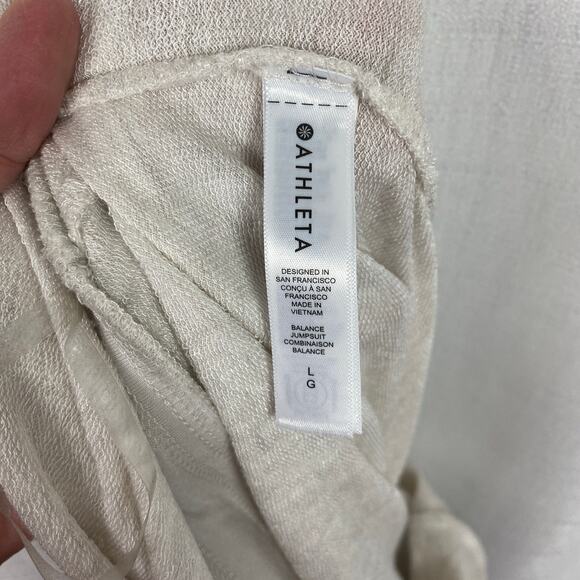 ATHLETA
DESIGNED IN
SAN FRANCISCO
CONÇU À SAN
FRANCISCO
MADE IN
VIETNAM
BALANCE
JUMPSUIT
COMBINAISON
BALANCE
L
G